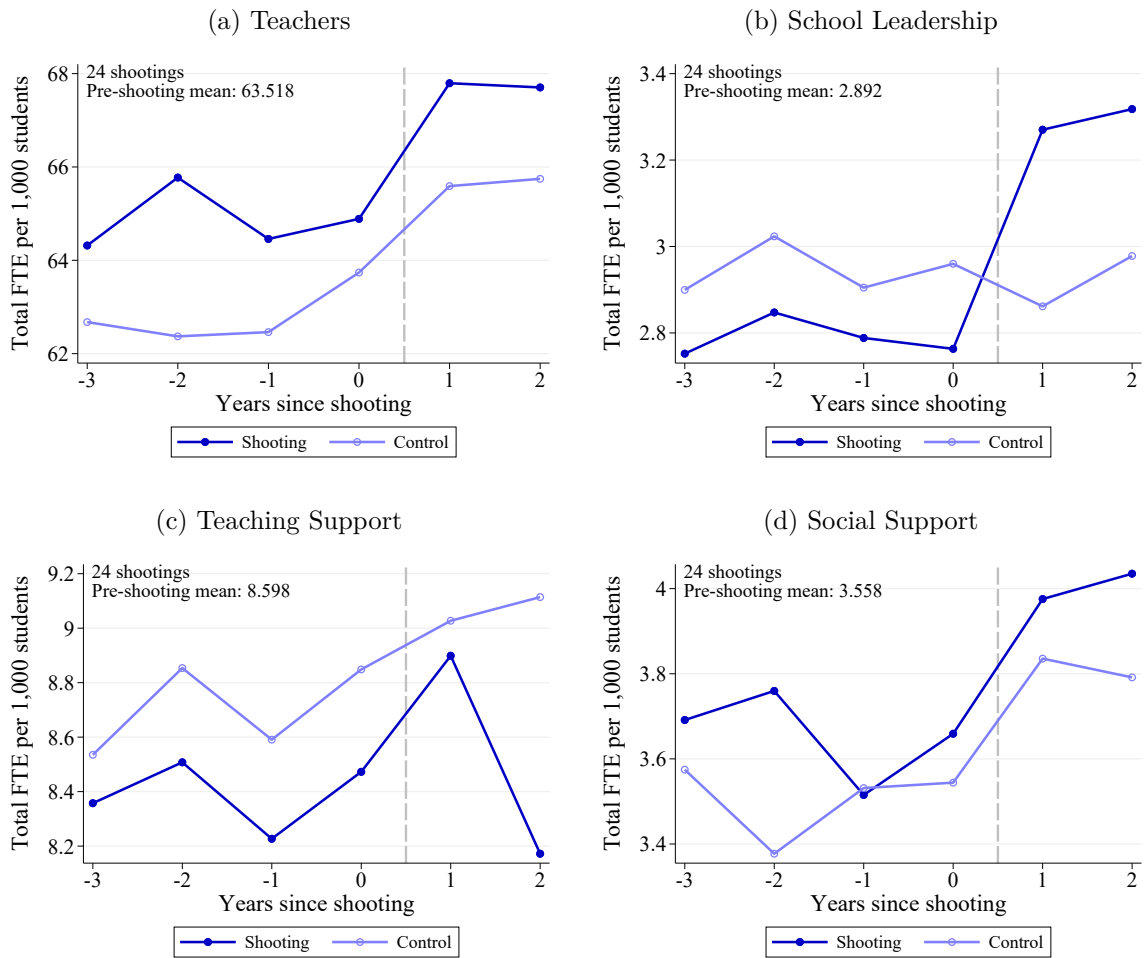 (a) Teachers
Total FTE per 1,000 students
24 shootings
Pre-shooting mean: 63.518
68
66
64
62
-3 -2 -1 0 1 2
Years since shooting
Shooting Control
(b) School Leadership
Total FTE per 1,000 students
24 shootings
Pre-shooting mean: 2.892
3.4
3.2
3
2.8
-3 -2 -1 0 1 2
Years since shooting
Shooting Control
(c) Teaching Support
Total FTE per 1,000 students
24 shootings
Pre-shooting mean: 8.598
9.2
9
8.8
8.6
8.4
8.2
-3 -2 -1 0 1 2
Years since shooting
Shooting Control
(d) Social Support
Total FTE per 1,000 students
24 shootings
Pre-shooting mean: 3.558
4
3.8
3.6
3.4
-3 -2 -1 0 1 2
Years since shooting
Shooting Control